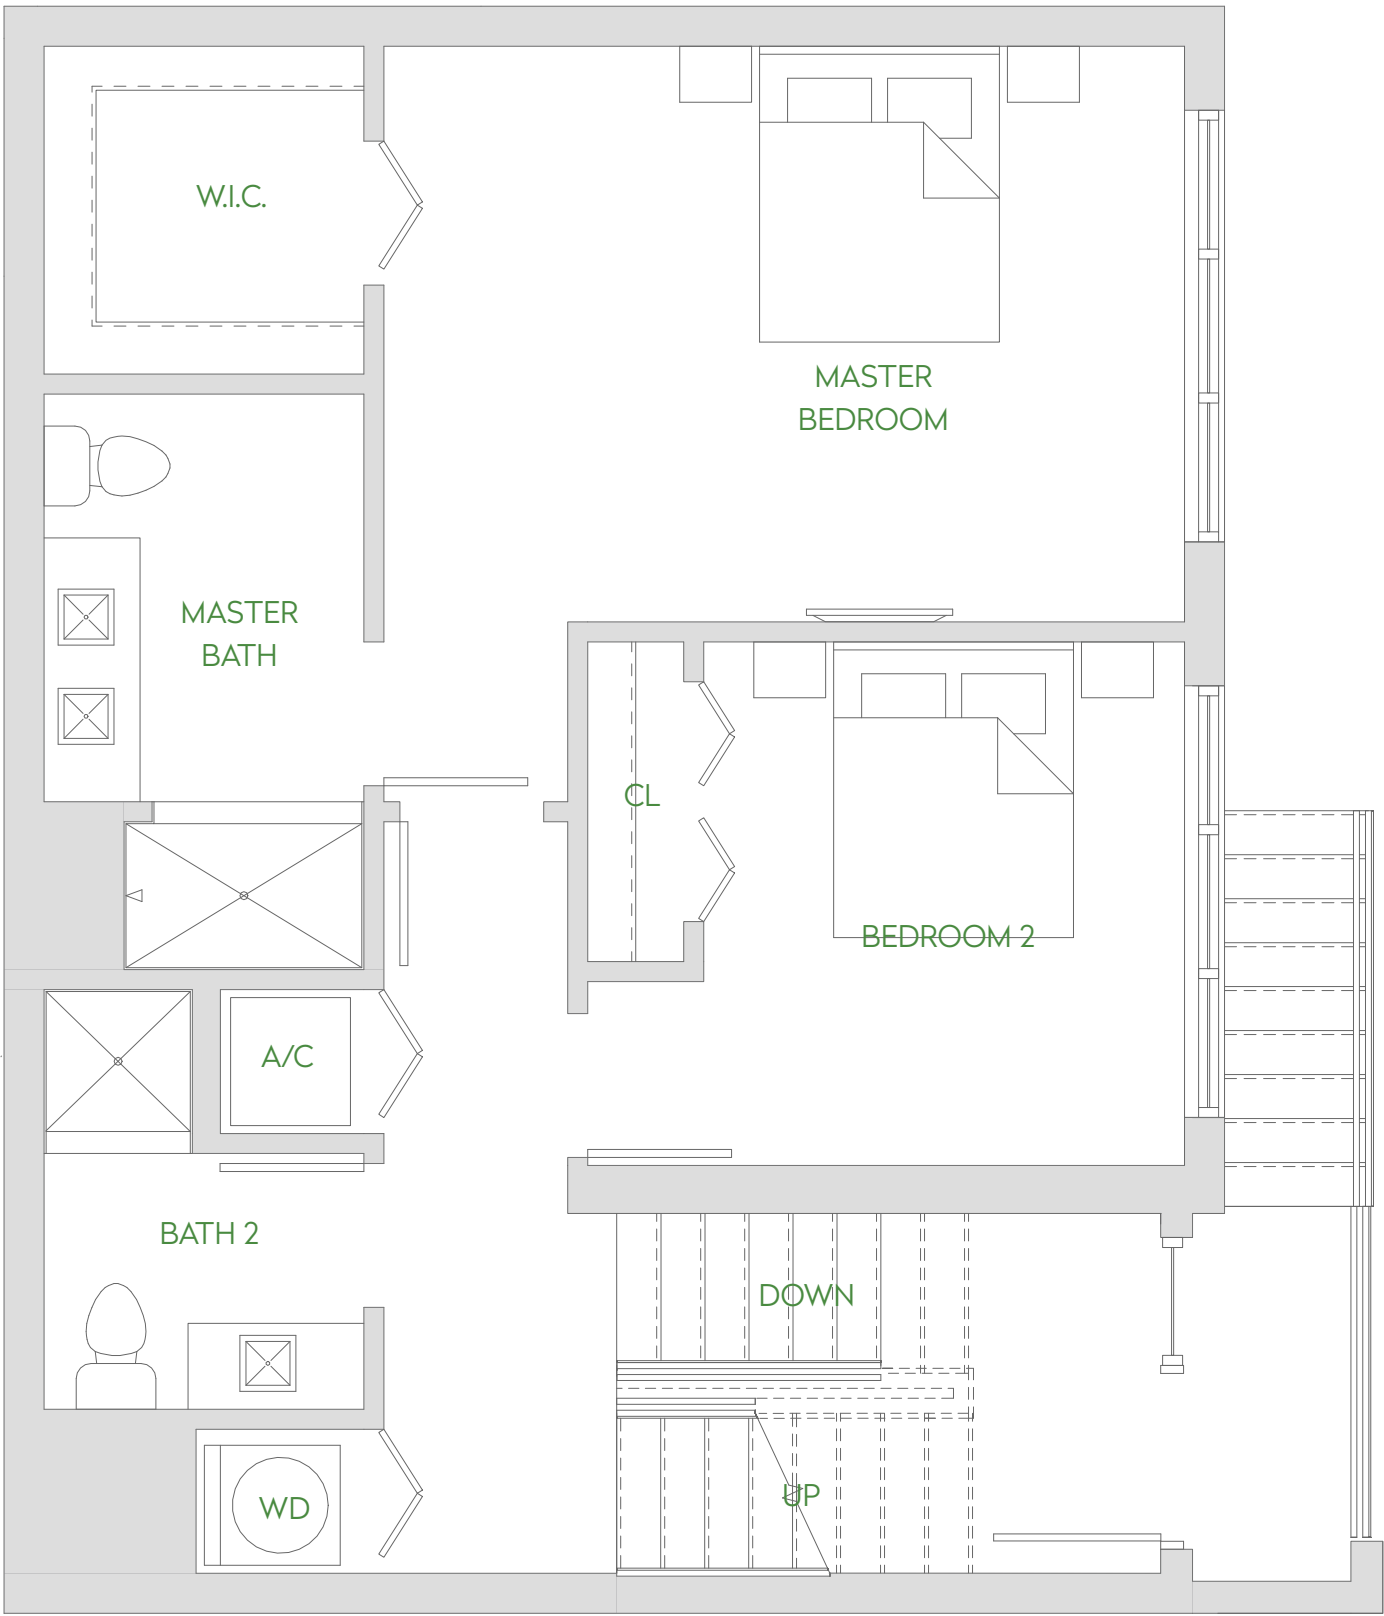 W.I.C.
MASTER
BEDROOM
MASTER
BATH
CL
BEDROOM 2
A/C
BATH 2
DOWN
UP
WD